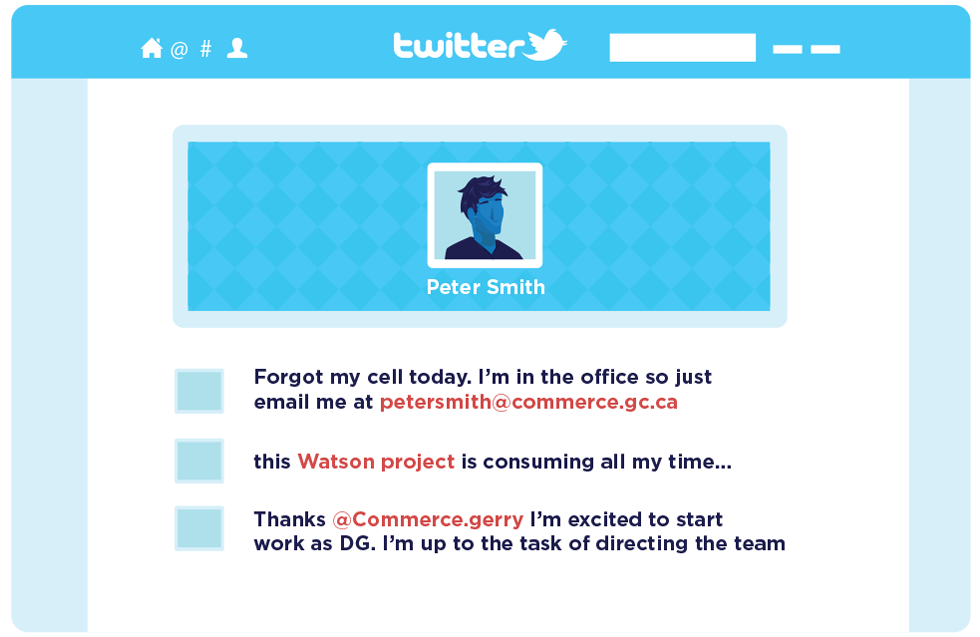 @ #
twitter
Peter Smith
Forgot my cell today. I’m in the office so just
email me at petersmith@commerce.gc.ca
this Watson project is consuming all my time...
Thanks @Commerce.gerry I’m excited to start
work as DG. I’m up to the task of directing the team